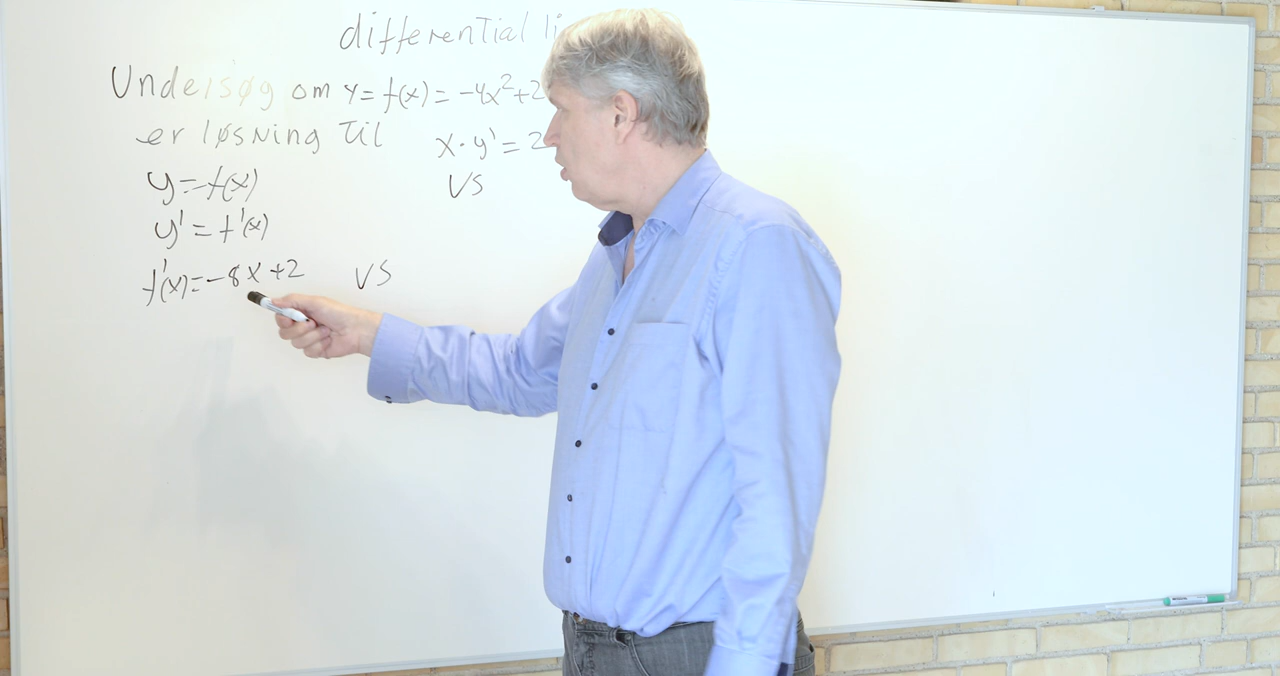 differential li
Undersøg om y = f(x) = -4x² + 2
er løsning til x · y' = 2
y = f(x) VS
y' = f'(x)
f'(x) = -8x + 2 VS